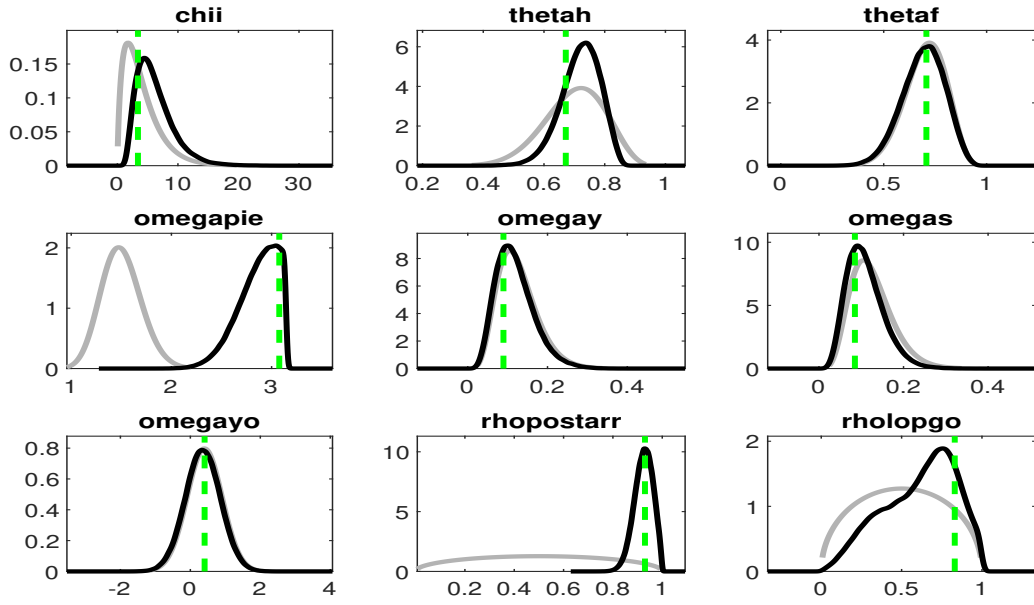 chii thetah thetaf
0.15 6 4
0.1 4
0.05 2 2
0 0 0
0 10 20 30 0.2 0.4 0.6 0.8 1 0 0.5 1
omegapie omegay omegas
2 8 10
6
1 4 5
2
0 0 0
1 2 3 0 0.2 0.4 0 0.2 0.4
omegayo rhopostarr rholopgo
0.8 10 2
0.6
0.4 5 1
0.2
0 0 0
-2 0 2 4 0.2 0.4 0.6 0.8 1 0 0.5 1